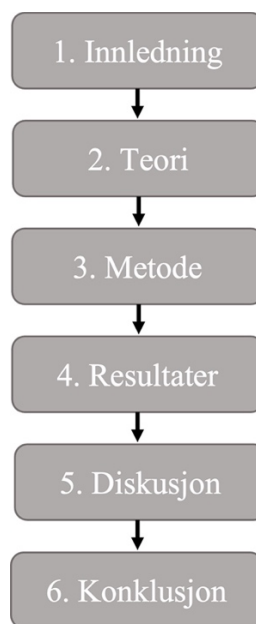 1. Innledning
2. Teori
3. Metode
4. Resultater
5. Diskusjon
6. Konklusjon